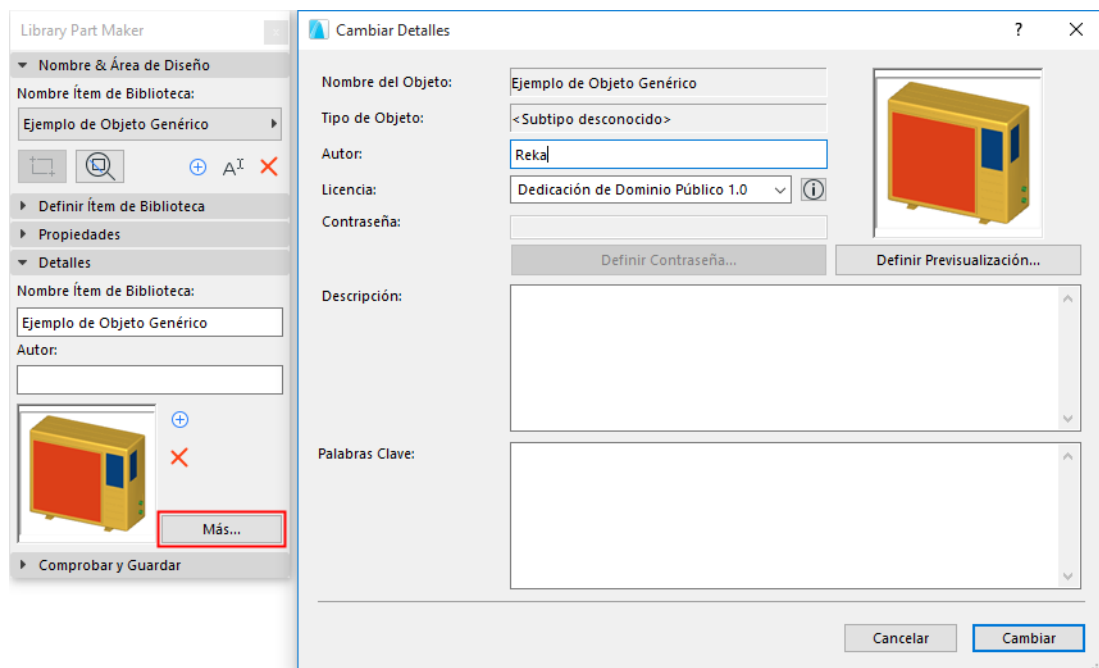 Library Part Maker
Nombre & Área de Diseño
Nombre Ítem de Biblioteca:
Ejemplo de Objeto Genérico
Definir Ítem de Biblioteca
Propiedades
Detalles
Nombre Ítem de Biblioteca:
Ejemplo de Objeto Genérico
Autor:
Más...
Comprobar y Guardar
Cambiar Detalles
Nombre del Objeto: Ejemplo de Objeto Genérico
Tipo de Objeto: <Subtipo desconocido>
Autor: Reka
Licencia: Dedicación de Dominio Público 1.0
Contraseña:
Definir Contraseña... Definir Previsualización...
Descripción:
Palabras Clave:
Cancelar Cambiar